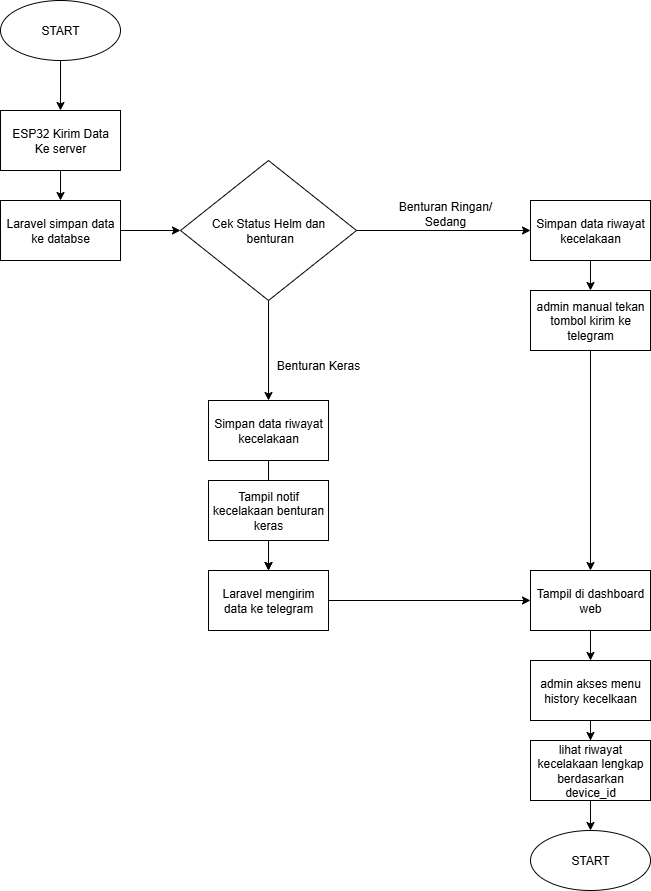 START
ESP32 Kirim Data
Ke server
Laravel simpan data
ke databse
Cek Status Helm dan
benturan
Benturan Ringan/
Sedang
Simpan data riwayat
kecelakaan
admin manual tekan
tombol kirim ke
telegram
Benturan Keras
Simpan data riwayat
kecelakaan
Tampil notif
kecelakaan benturan
keras
Laravel mengirim
data ke telegram
Tampil di dashboard
web
admin akses menu
history kecelkaan
lihat riwayat
kecelakaan lengkap
berdasarkan
device_id
START